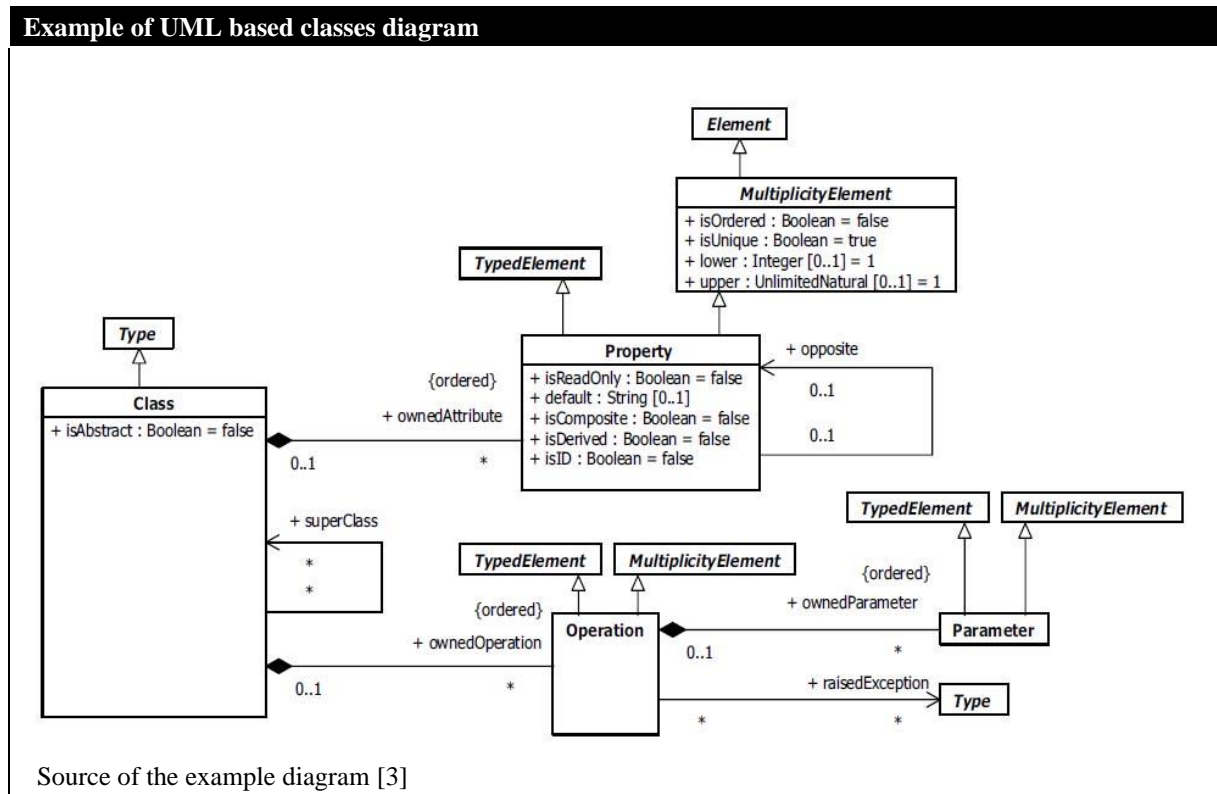 Example of UML based classes diagram
Element
MultiplicityElement
+ isOrdered : Boolean = false
+ isUnique : Boolean = true
+ lower : Integer [0..1] = 1
+ upper : UnlimitedNatural [0..1] = 1
TypedElement
Type
Property
+ isReadOnly : Boolean = false
+ default : String [0..1]
+ isComposite : Boolean = false
+ isDerived : Boolean = false
+ isID : Boolean = false
+ opposite
0..1
0..1
Class
+ isAbstract : Boolean = false
{ordered}
+ ownedAttribute
0..1
*
+ superClass
*
*
TypedElement
MultiplicityElement
{ordered}
+ ownedOperation
0..1
*
Operation
TypedElement
MultiplicityElement
{ordered}
+ ownedParameter
0..1
*
Parameter
+ raisedException
*
*
Type
Source of the example diagram [3]